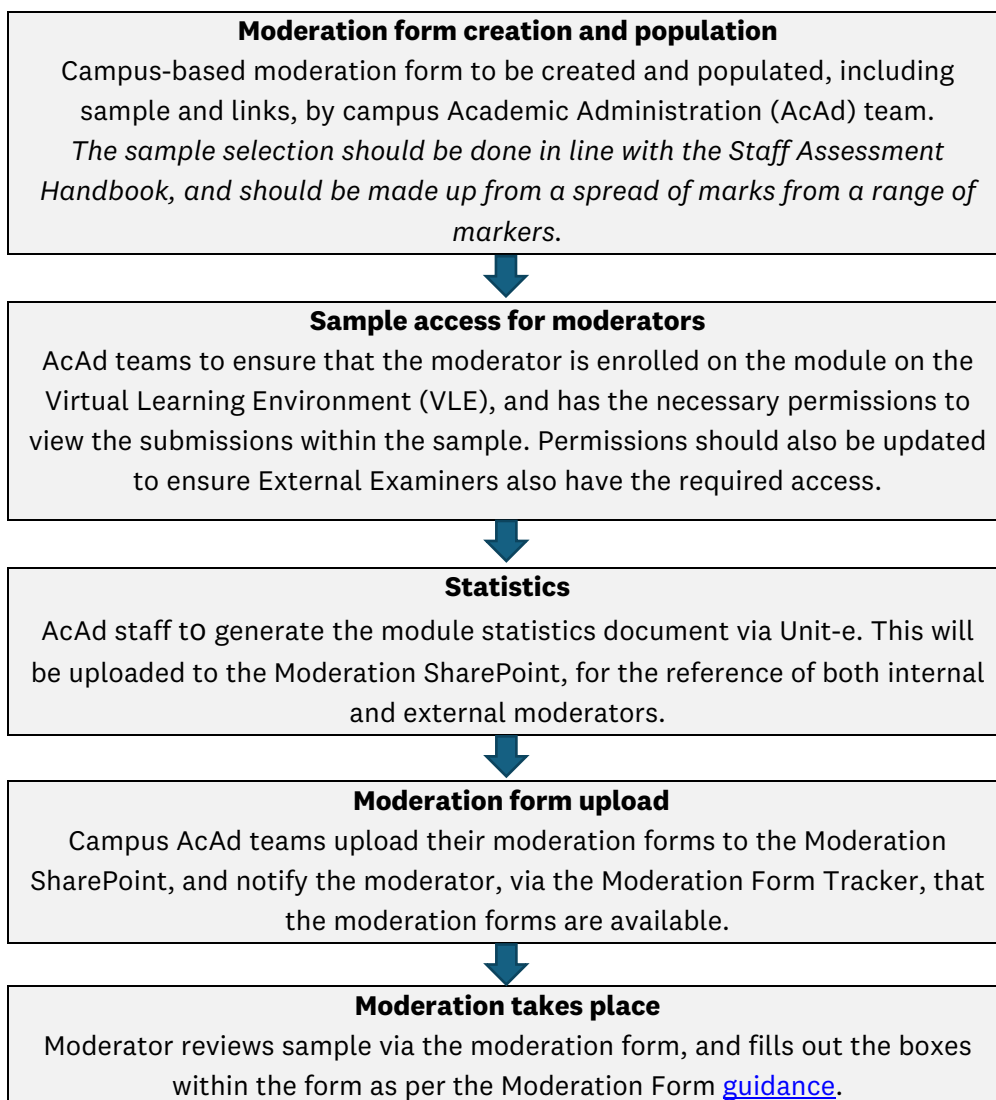 Moderation form creation and population
Campus-based moderation form to be created and populated, including
sample and links, by campus Academic Administration (AcAd) team.
The sample selection should be done in line with the Staff Assessment
Handbook, and should be made up from a spread of marks from a range of
markers.
Sample access for moderators
AcAd teams to ensure that the moderator is enrolled on the module on the
Virtual Learning Environment (VLE), and has the necessary permissions to
view the submissions within the sample. Permissions should also be updated
to ensure External Examiners also have the required access.
Statistics
AcAd staff to generate the module statistics document via Unit-e. This will
be uploaded to the Moderation SharePoint, for the reference of both internal
and external moderators.
Moderation form upload
Campus AcAd teams upload their moderation forms to the Moderation
SharePoint, and notify the moderator, via the Moderation Form Tracker, that
the moderation forms are available.
Moderation takes place
Moderator reviews sample via the moderation form, and fills out the boxes
within the form as per the Moderation Form guidance.